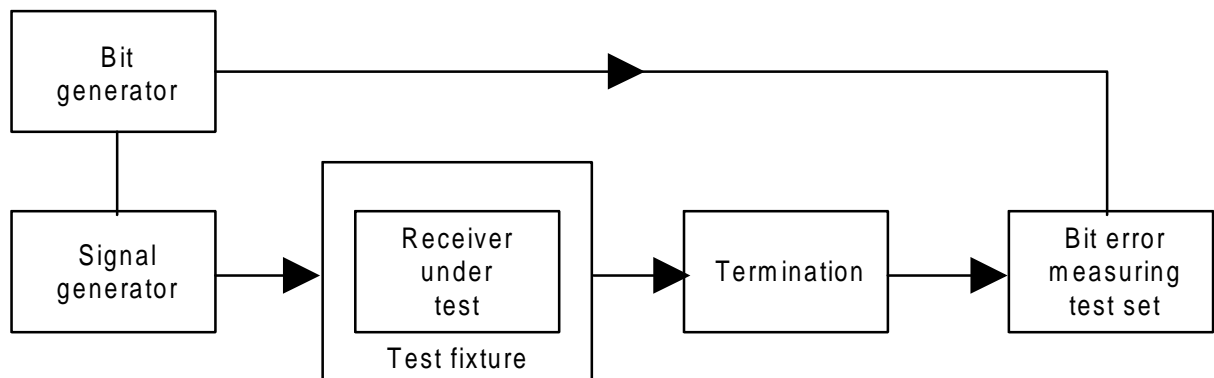 Bit
generator
Signal
generator
Receiver
under
test
Test fixture
Termination
Bit error
measuring
test set